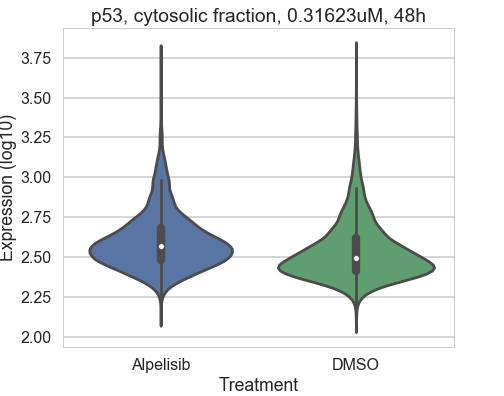 p53, cytosolic fraction, 0.31623uM, 48h
Expression (log10)
3.75
3.50
3.25
3.00
2.75
2.50
2.25
2.00
Alpelisib DMSO
Treatment